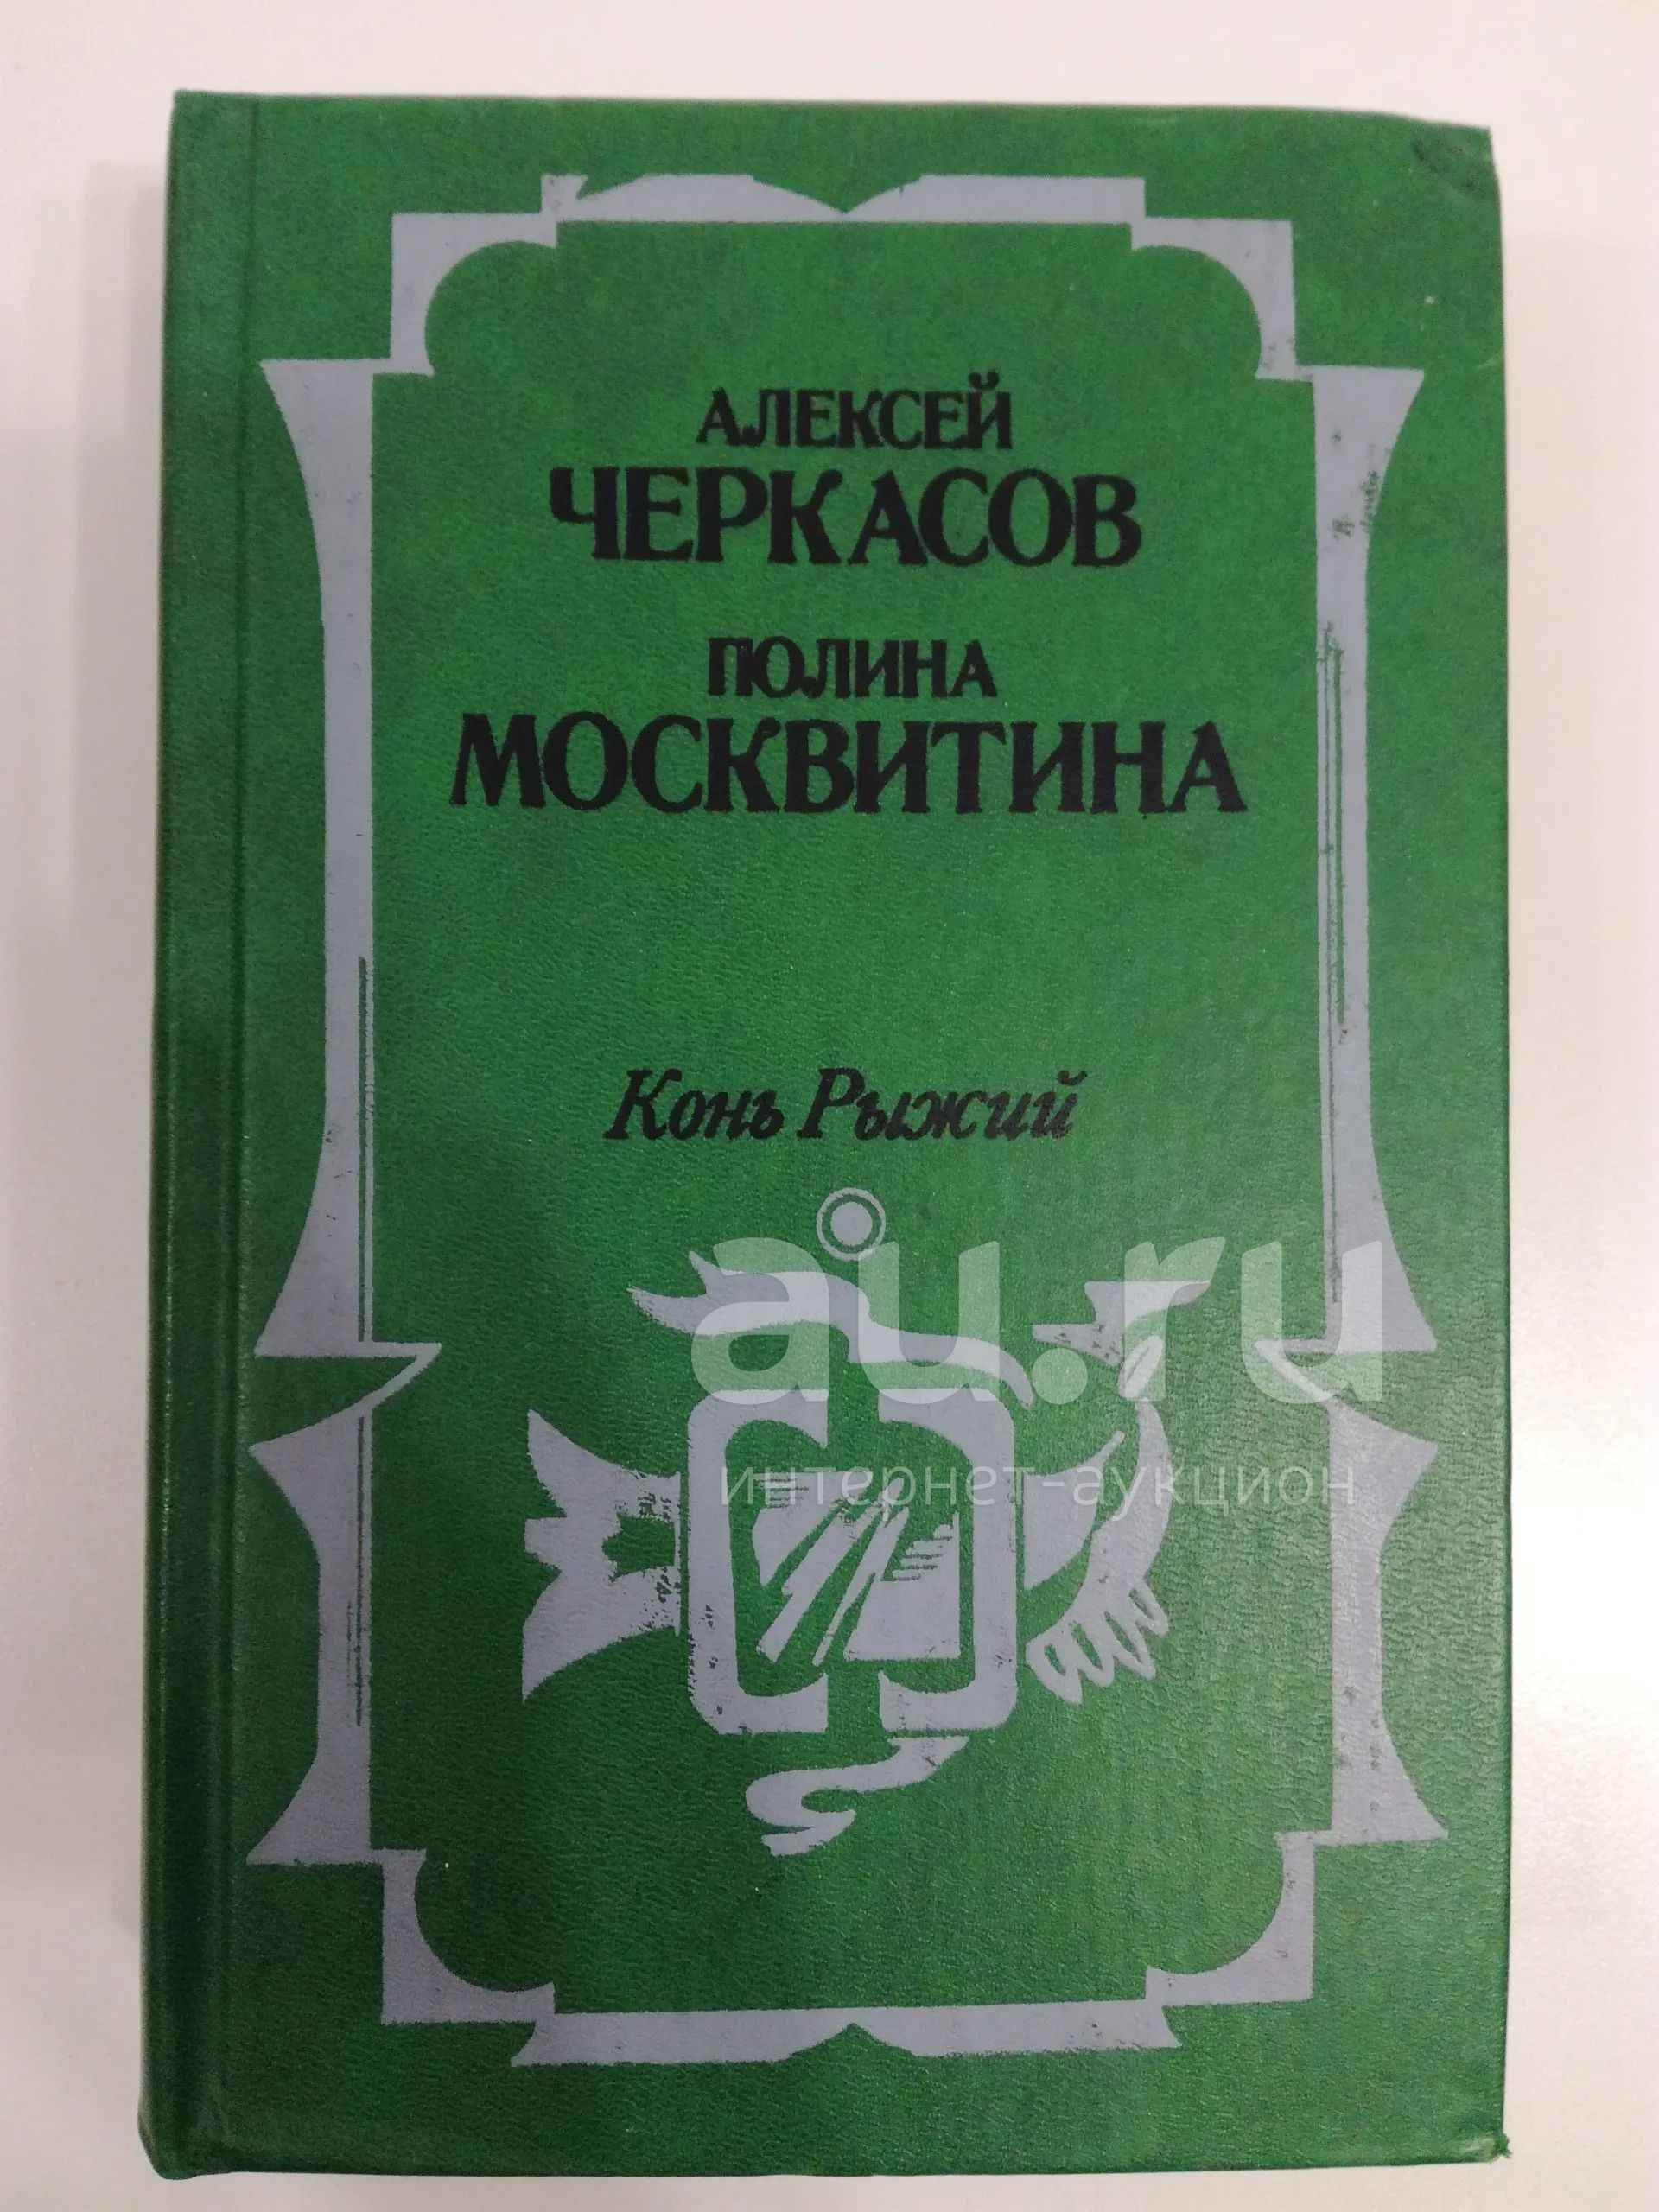 АЛЕКСЕЙ
ЧЕРКАСОВ
ПОЛИНА
МОСКВИТИНА
Конь Рыжий
au.ru
интернет-аукцион